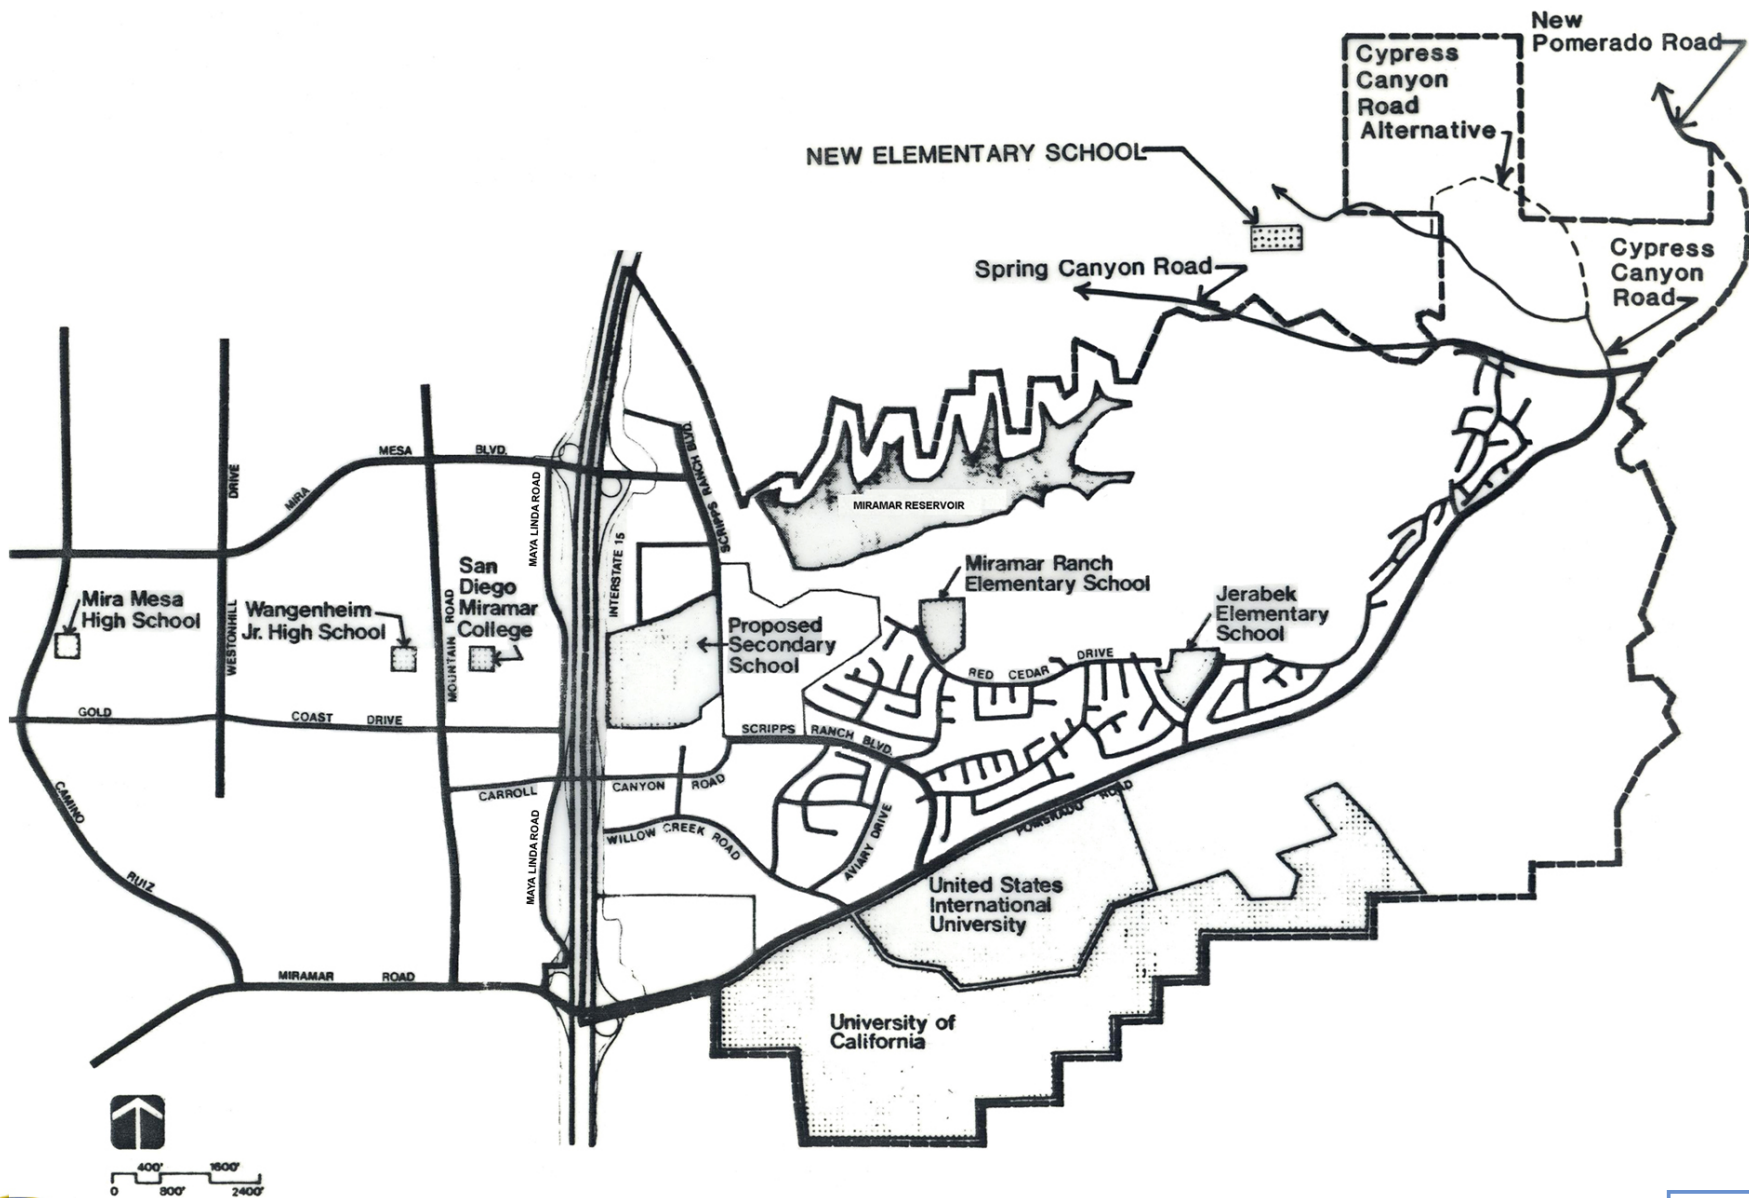 New
Pomerado Road
Cypress
Canyon
Road
Alternative
NEW ELEMENTARY SCHOOL
Cypress
Canyon
Road
Spring Canyon Road
MESA
BLVD.
MIRA
DRIVE
WESTONHILL
MAYA LINDA ROAD
SCRIPPS RANCH BLVD.
MIRAMAR RESERVOIR
INTERSTATE 15
San
Diego
Miramar
College
Miramar Ranch
Elementary School
Jerabek
Elementary
School
Mira Mesa
High School
Wangenheim
Jr. High School
MOUNTAIN ROAD
Proposed
Secondary
School
RED CEDAR DRIVE
GOLD
COAST DRIVE
SCRIPPS RANCH BLVD.
CARROLL
CANYON ROAD
CAMINO
RUIZ
MAYA LINDA ROAD
WILLOW CREEK ROAD
AVIARY DRIVE
POMERADO ROAD
United States
International
University
MIRAMAR ROAD
University of
California
400' 1600'
0 800' 2400'